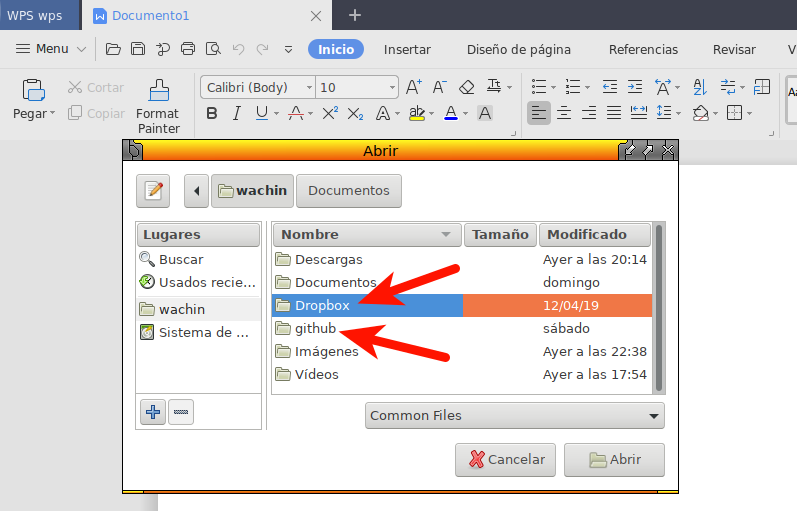 WPS wps
Documento1
Menu
Inicio
Insertar
Diseño de página
Referencias
Revisar
V
Pegar
Cortar
Copiar
Format
Painter
Calibri (Body)
10
Abrir
wachin
Documentos
Lugares
Buscar
Usados recie...
wachin
Sistema de ...
Nombre
Tamaño
Modificado
Descargas
Ayer a las 20:14
Documentos
domingo
Dropbox
12/04/19
github
sábado
Imágenes
Ayer a las 22:38
Vídeos
Ayer a las 17:54
Common Files
Cancelar
Abrir